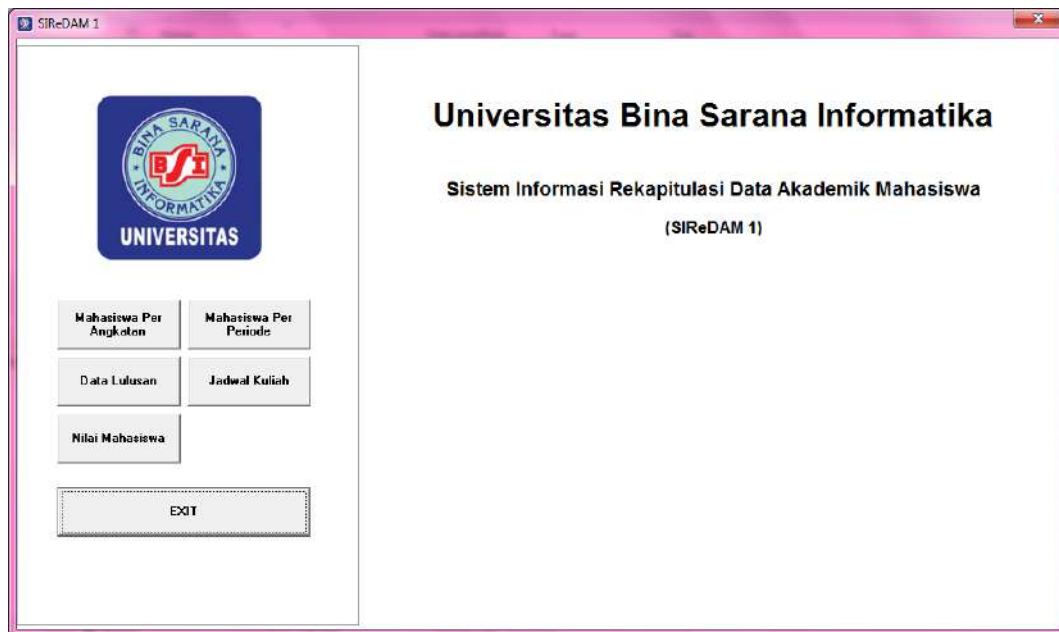 SIReDAM 1
BINA SARANA
BSI
INFORMATIKA
UNIVERSITAS
Universitas Bina Sarana Informatika
Sistem Informasi Rekapitulasi Data Akademik Mahasiswa
(SIReDAM 1)
Mahasiswa Per
Angkatan
Mahasiswa Per
Periode
Data Lulusan
Jadwal Kuliah
Nilai Mahasiswa
EXIT